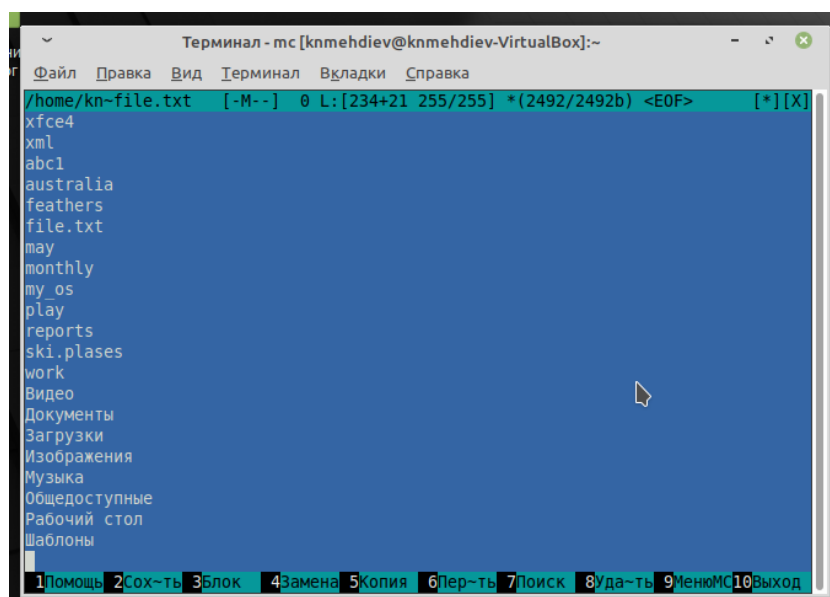 ни
ог
Терминал - mc [knmehdiev@knmehdiev-VirtualBox]:~
Файл Правка Вид Терминал Вкладки Справка
/home/kn~file.txt [-M--] 0 L:[234+21 255/255] *(2492/2492b) <EOF> [*][X]
xfce4
xml
abc1
australia
feathers
file.txt
may
monthly
my_os
play
reports
ski.plases
work
Видео
Документы
Загрузки
Изображения
Музыка
Общедоступные
Рабочий стол
Шаблоны
1Помощь 2Сох~ть 3Блок 4Замена 5Копия 6Пер~ть 7Поиск 8Уда~ть 9МенюMC10Выход